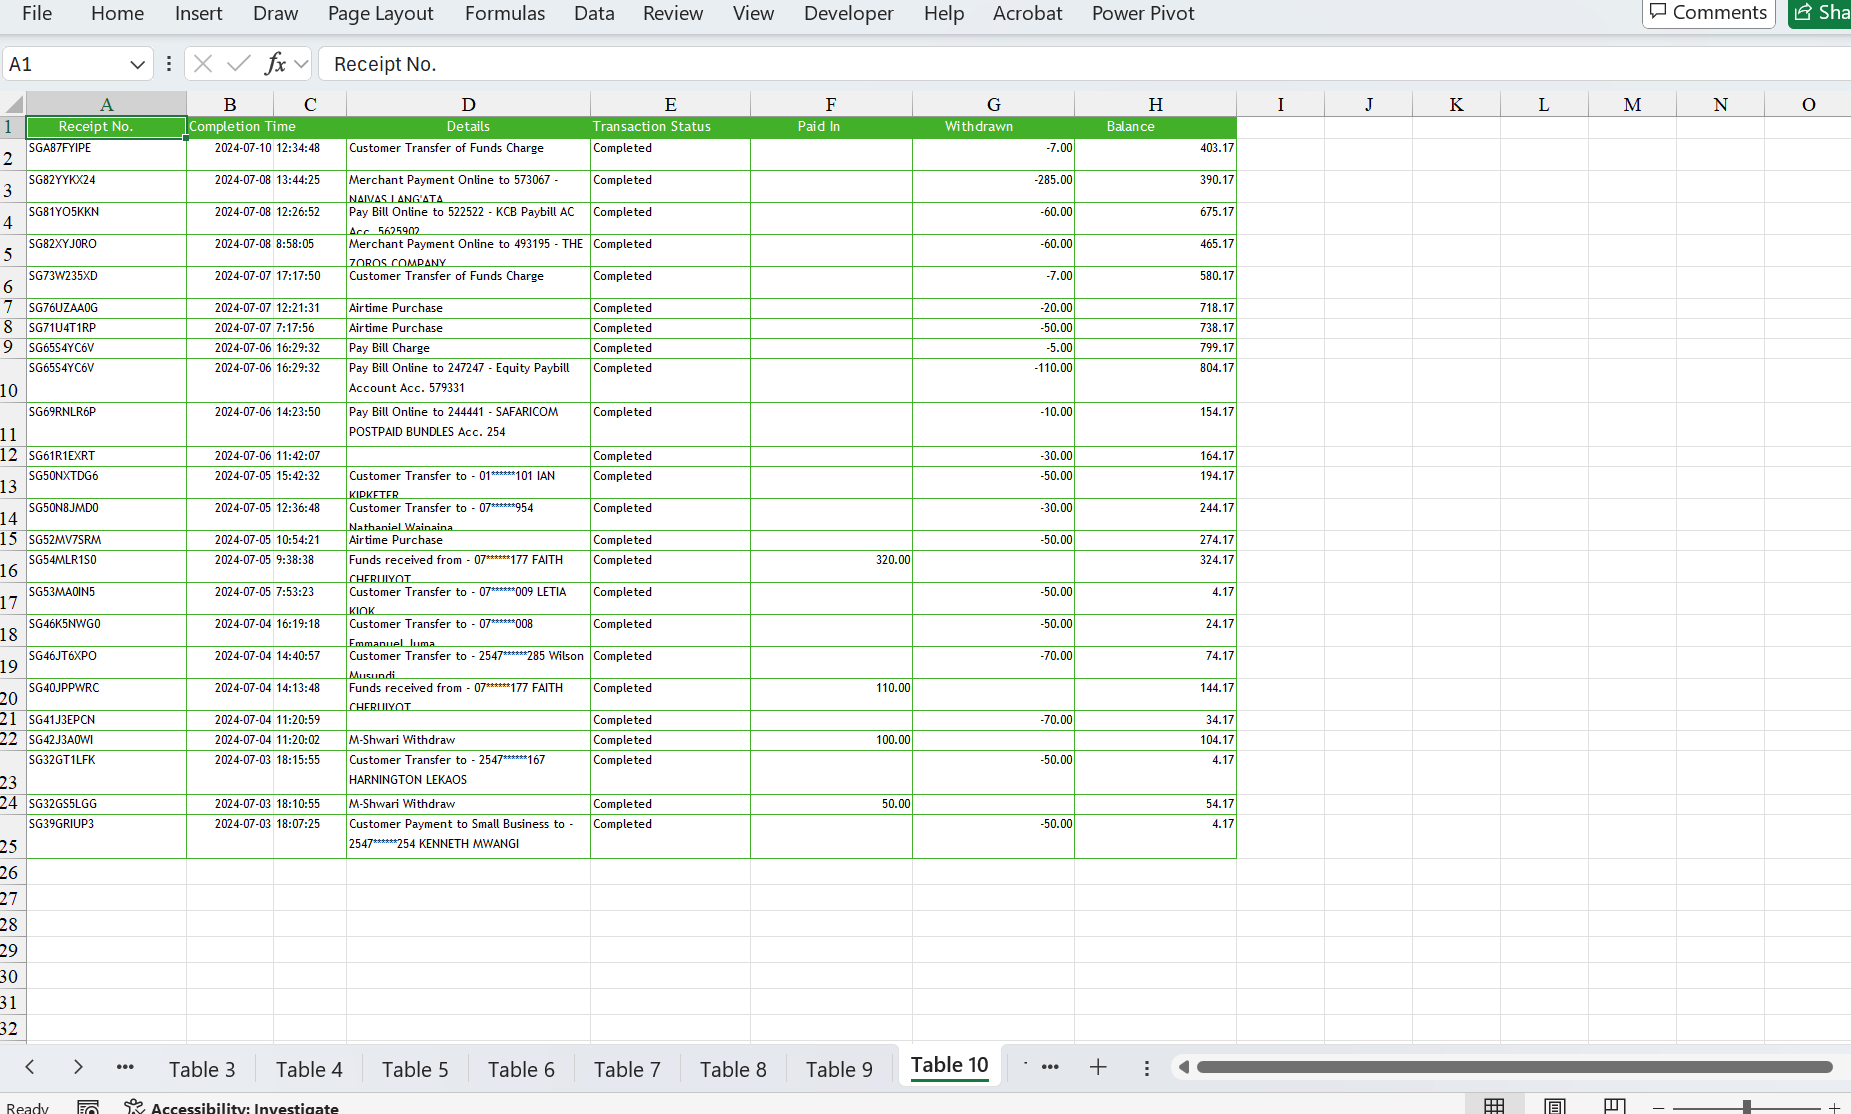 File Home Insert Draw Page Layout Formulas Data Review View Developer Help Acrobat Power Pivot Comments Sha
A1 fx Receipt No.
A B C D E F G H I J K L M N O
1 Receipt No. Completion Time Details Transaction Status Paid In Withdrawn Balance
2 SGA87FYIPE 2024-07-10 12:34:48 Customer Transfer of Funds Charge Completed -7.00 403.17
3 SG82YYKX24 2024-07-08 13:44:25 Merchant Payment Online to 573067 - Completed -285.00 390.17
NAIVAS LANG'ATA
4 SG81YO5KKN 2024-07-08 12:26:52 Pay Bill Online to 522522 - KCB Paybill AC Completed -60.00 675.17
Acc. 5625902
5 SG82XYJ0RO 2024-07-08 8:58:05 Merchant Payment Online to 493195 - THE Completed -60.00 465.17
ZOROS COMPANY
6 SG73W235XD 2024-07-07 17:17:50 Customer Transfer of Funds Charge Completed -7.00 580.17
7 SG76UZAA0G 2024-07-07 12:21:31 Airtime Purchase Completed -20.00 718.17
8 SG71U4T1RP 2024-07-07 7:17:56 Airtime Purchase Completed -50.00 738.17
9 SG65S4YC6V 2024-07-06 16:29:32 Pay Bill Charge Completed -5.00 799.17
10 SG65S4YC6V 2024-07-06 16:29:32 Pay Bill Online to 247247 - Equity Paybill Completed -110.00 804.17
Account Acc. 579331
11 SG69RNLR6P 2024-07-06 14:23:50 Pay Bill Online to 244441 - SAFARICOM Completed -10.00 154.17
POSTPAID BUNDLES Acc. 254
12 SG61R1EXRT 2024-07-06 11:42:07 Completed -30.00 164.17
13 SG50NXTDG6 2024-07-05 15:42:32 Customer Transfer to - 01******101 IAN Completed -50.00 194.17
KIPKETER
14 SG50N8JMD0 2024-07-05 12:36:48 Customer Transfer to - 07******954 Completed -30.00 244.17
Nathaniel Wainaina
15 SG52MV7SRM 2024-07-05 10:54:21 Airtime Purchase Completed -50.00 274.17
16 SG54MLR1S0 2024-07-05 9:38:38 Funds received from - 07******177 FAITH Completed 320.00 324.17
CHERUIYOT
17 SG53MA0IN5 2024-07-05 7:53:23 Customer Transfer to - 07******009 LETIA Completed -50.00 4.17
KIOK
18 SG46K5NWG0 2024-07-04 16:19:18 Customer Transfer to - 07******008 Completed -50.00 24.17
Emmanuel Juma
19 SG46JT6XPO 2024-07-04 14:40:57 Customer Transfer to - 2547******285 Wilson Completed -70.00 74.17
Musundi
20 SG40JPPWRC 2024-07-04 14:13:48 Funds received from - 07******177 FAITH Completed 110.00 144.17
CHERUIYOT
21 SG41J3EPCN 2024-07-04 11:20:59 Completed -70.00 34.17
22 SG42J3A0WI 2024-07-04 11:20:02 M-Shwari Withdraw Completed 100.00 104.17
23 SG32GT1LFK 2024-07-03 18:15:55 Customer Transfer to - 2547******167 Completed -50.00 4.17
HARNINGTON LEKAOS
24 SG32GS5LGG 2024-07-03 18:10:55 M-Shwari Withdraw Completed 50.00 54.17
25 SG39GRIUP3 2024-07-03 18:07:25 Customer Payment to Small Business to - Completed -50.00 4.17
2547******254 KENNETH MWANGI
26
27
28
29
30
31
32
Table 3 Table 4 Table 5 Table 6 Table 7 Table 8 Table 9 Table 10
Ready Accessibility: Investigate